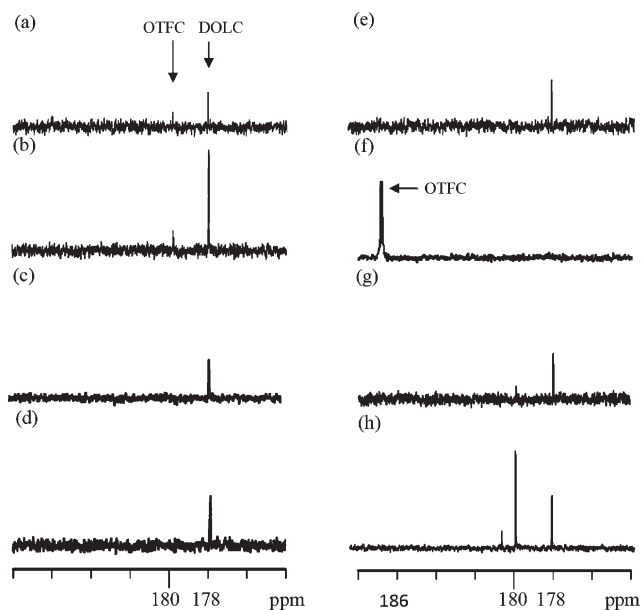 (a)
OTFC DOLC
(b)
(c)
(d)
180 178 ppm
(e)
(f)
OTFC
(g)
(h)
186 180 178 ppm